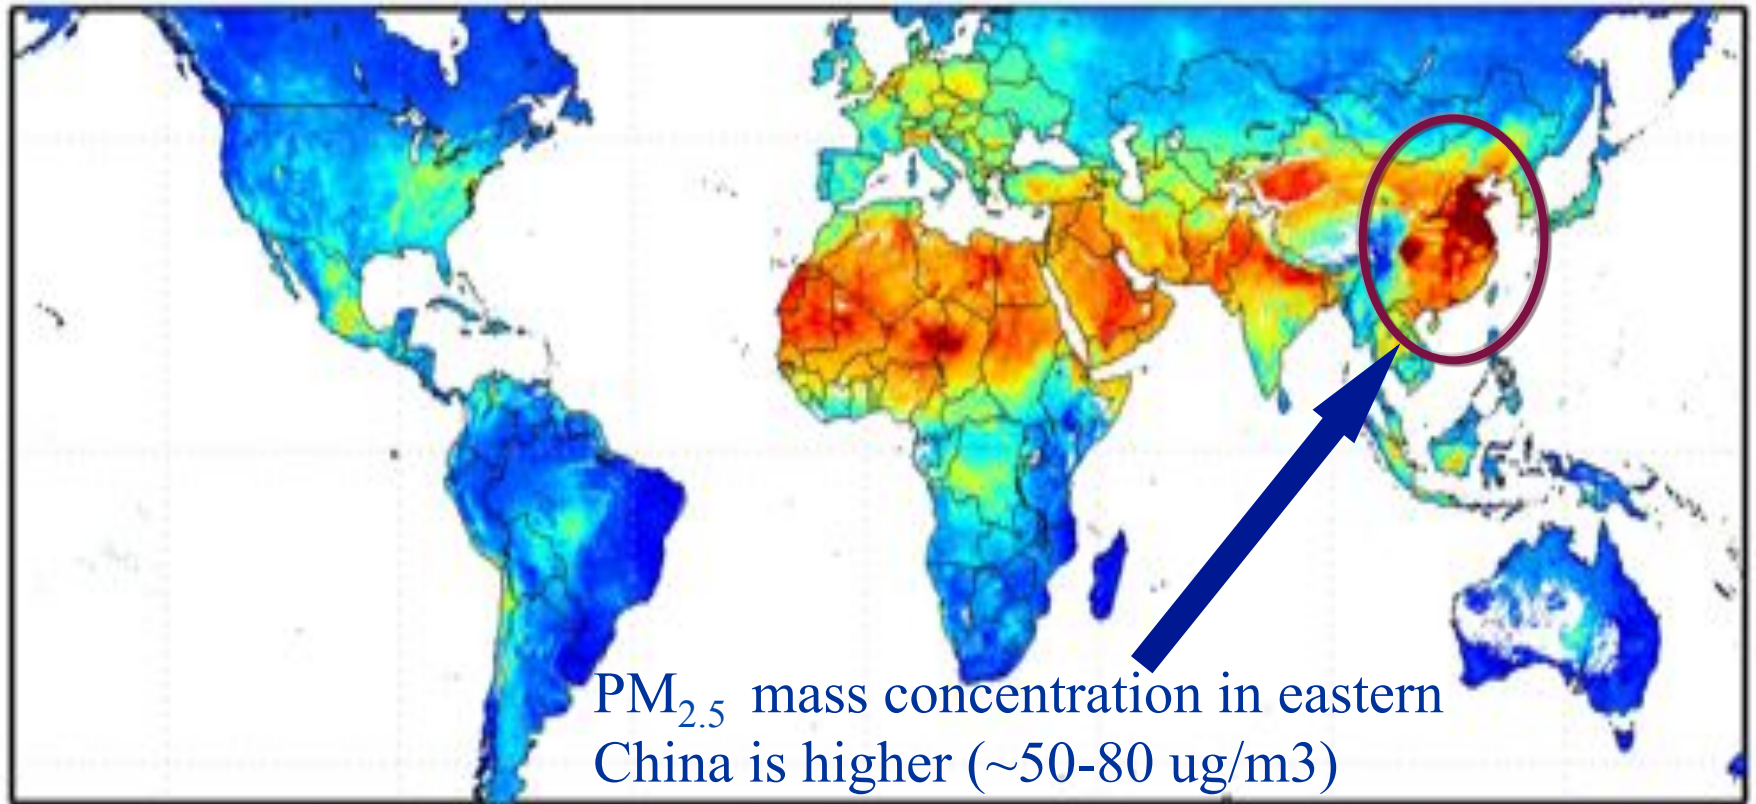 PM2.5 mass concentration in eastern
China is higher (~50-80 ug/m3)